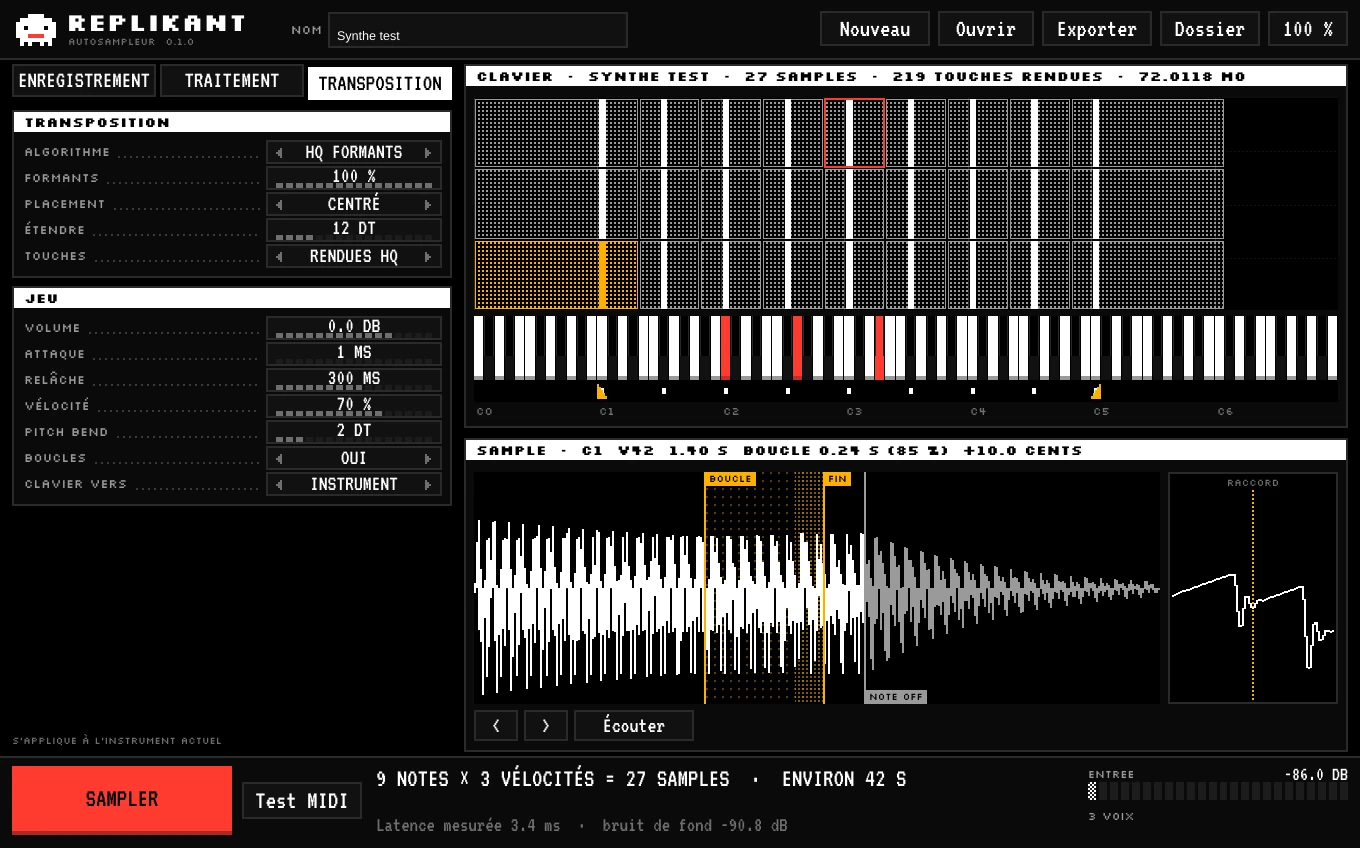 REPLIKANT
AUTOSAMPLEUR 0.1.0
NOM
Synthe test
Nouveau
Ouvrir
Exporter
Dossier
100 %
ENREGISTREMENT
TRAITEMENT
TRANSPOSITION
TRANSPOSITION
ALGORITHME
HQ FORMANTS
FORMANTS
100 %
PLACEMENT
CENTRÉ
ÉTENDRE
12 DT
TOUCHES
RENDUES HQ
JEU
VOLUME
0.0 DB
ATTAQUE
1 MS
RELÂCHE
300 MS
VÉLOCITÉ
70 %
PITCH BEND
2 DT
BOUCLES
OUI
CLAVIER VERS
INSTRUMENT
S'APPLIQUE À L'INSTRUMENT ACTUEL
CLAVIER · SYNTHE TEST · 27 SAMPLES · 219 TOUCHES RENDUES · 72.0118 MO
C0 C1 C2 C3 C4 C5 C6
SAMPLE · C1 V42 1.40 S BOUCLE 0.24 S (85 %) +10.0 CENTS
BOUCLE
FIN
NOTE OFF
RACCORD
Écouter
SAMPLER
Test MIDI
9 NOTES X 3 VÉLOCITÉS = 27 SAMPLES · ENVIRON 42 S
Latence mesurée 3.4 ms · bruit de fond -90.8 dB
ENTREE
-86.0 DB
3 VOIX